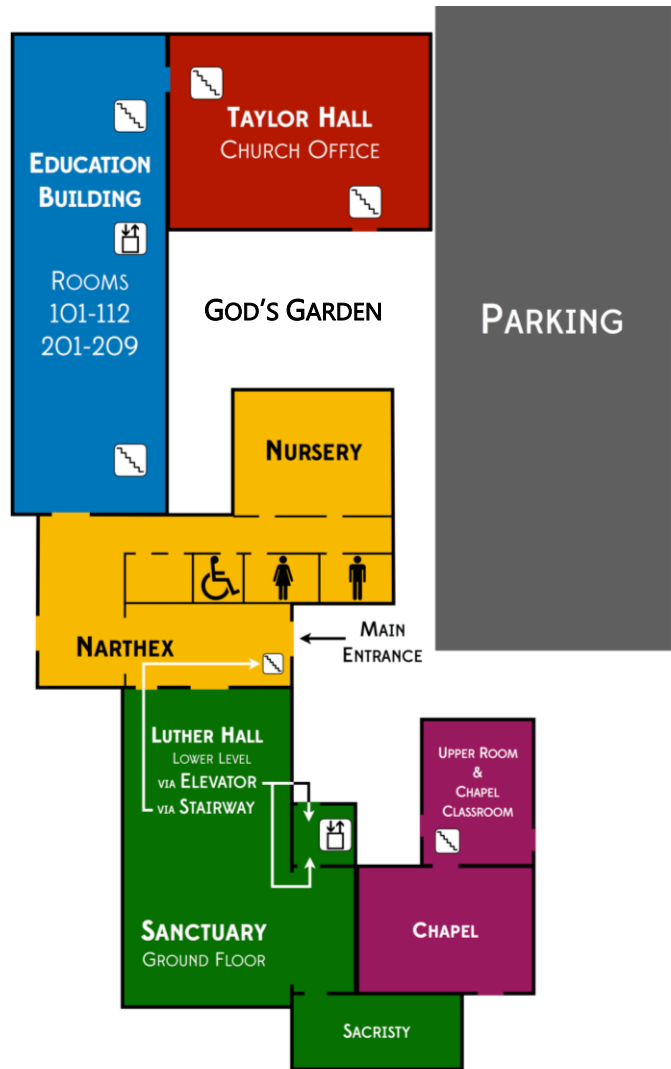 TAYLOR HALL
CHURCH OFFICE
EDUCATION
BUILDING
ROOMS
101-112
201-209
GOD'S GARDEN
PARKING
NURSERY
NARTHEX
MAIN
ENTRANCE
LUTHER HALL
LOWER LEVEL
VIA ELEVATOR
VIA STAIRWAY
UPPER ROOM
&
CHAPEL
CLASSROOM
SANCTUARY
GROUND FLOOR
CHAPEL
SACRISTY